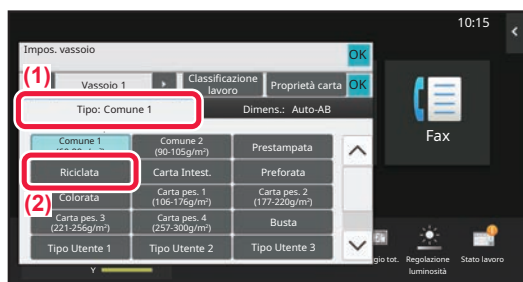 10:15
Impos. vassoio
OK
(1)
Vassoio 1
Classificazione
lavoro
Proprietà carta
OK
Tipo: Comune 1
Dimens.: Auto-AB
Comune 1
Comune 2
(90-105g/m²)
Prestampata
Riciclata
Carta Intest.
Preforata
(2)
Colorata
Carta pes. 1
(106-176g/m²)
Carta pes. 2
(177-220g/m²)
Carta pes. 3
(221-256g/m²)
Carta pes. 4
(257-300g/m²)
Busta
Tipo Utente 1
Tipo Utente 2
Tipo Utente 3
Fax
gio tot.
Regolazione
luminosità
Stato lavoro
Y